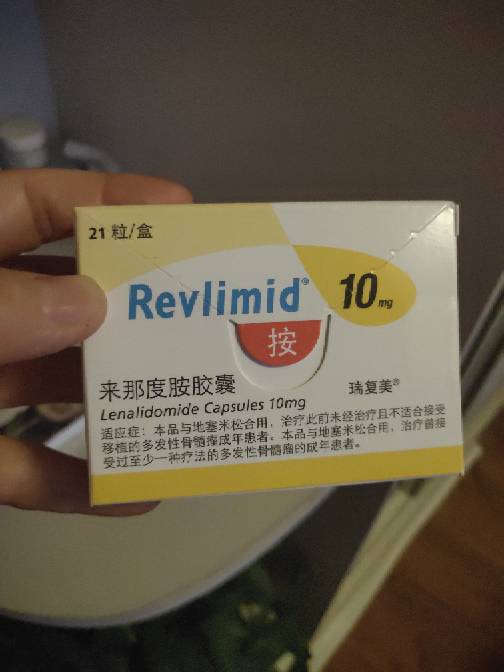 21 粒/盒
Revlimid® 10 mg
按
来那度胺胶囊 瑞复美®
Lenalidomide Capsules 10mg
适应症：本品与地塞米松合用，治疗此前未经治疗且不适合接受
移植的多发性骨髓瘤成年患者。本品与地塞米松合用，治疗曾接
受过至少一种疗法的多发性骨髓瘤的成年患者。